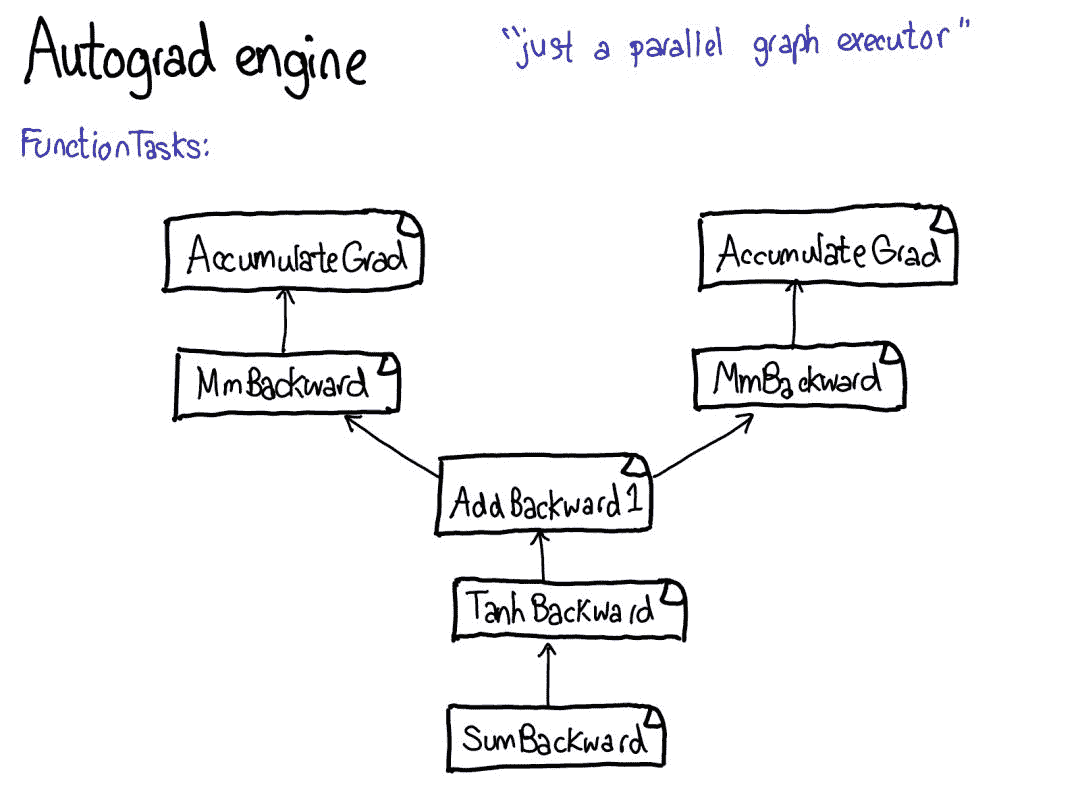 Autograd engine
"just a parallel graph executor"
FunctionTasks:
AccumulateGrad
AccumulateGrad
MmBackward
MmBackward
AddBackward1
TanhBackward
SumBackward